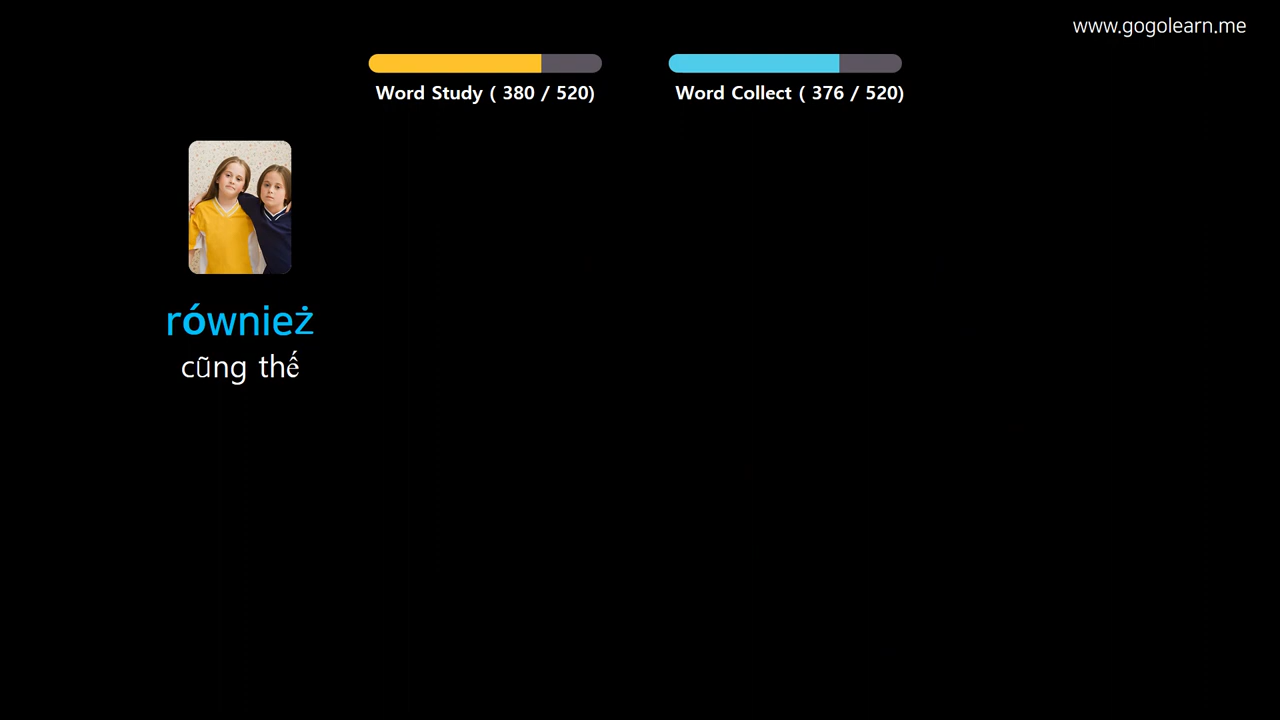 www.gogolearn.me
Word Study ( 380 / 520)
Word Collect ( 376 / 520)
również
cũng thế